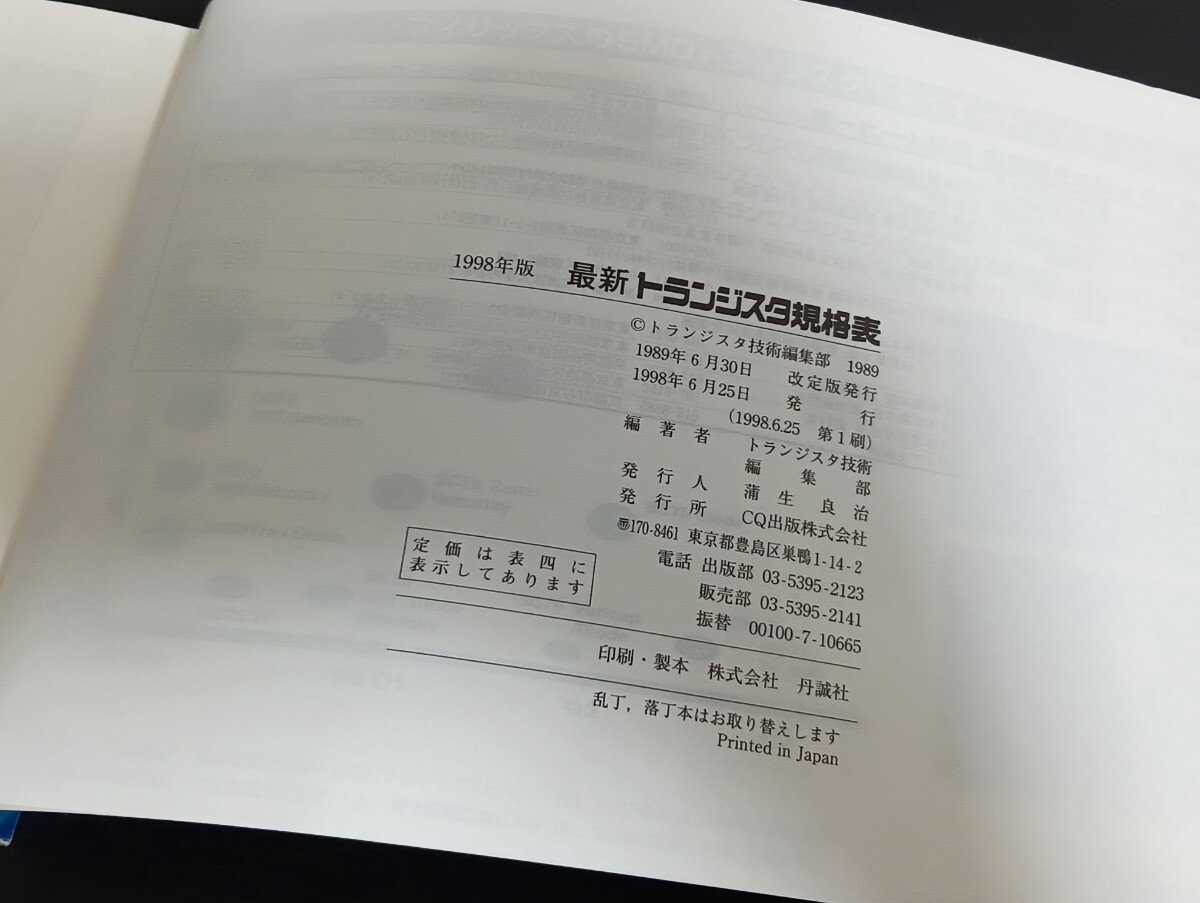 1998年版 最新 トランジスタ規格表
©トランジスタ技術編集部 1989
1989年6月30日 改定版発行
1998年6月25日 発行
(1998.6.25 第1刷)
編著者 トランジスタ技術
編集部
発行人 蒲生良治
発行所 CQ出版株式会社
〠170-8461 東京都豊島区巣鴨1-14-2
電話 出版部 03-5395-2123
販売部 03-5395-2141
振替 00100-7-10665
定価は表四に
表示してあります
印刷・製本 株式会社 丹誠社
乱丁，落丁本はお取り替えします
Printed in Japan